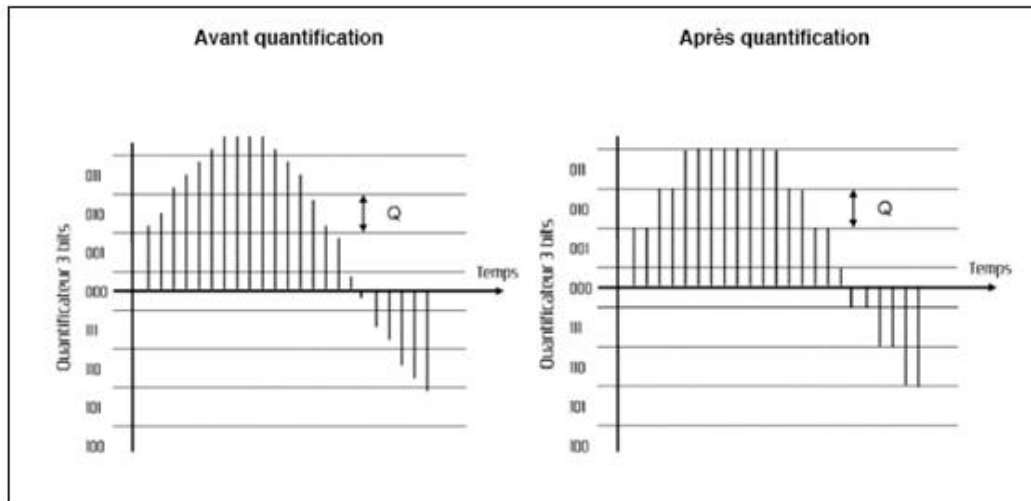 Avant quantification
Quantificateur 3 bits
011
010
001
000
111
110
101
100
Q
Temps
Après quantification
Quantificateur 3 bits
011
010
001
000
111
110
101
100
Q
Temps